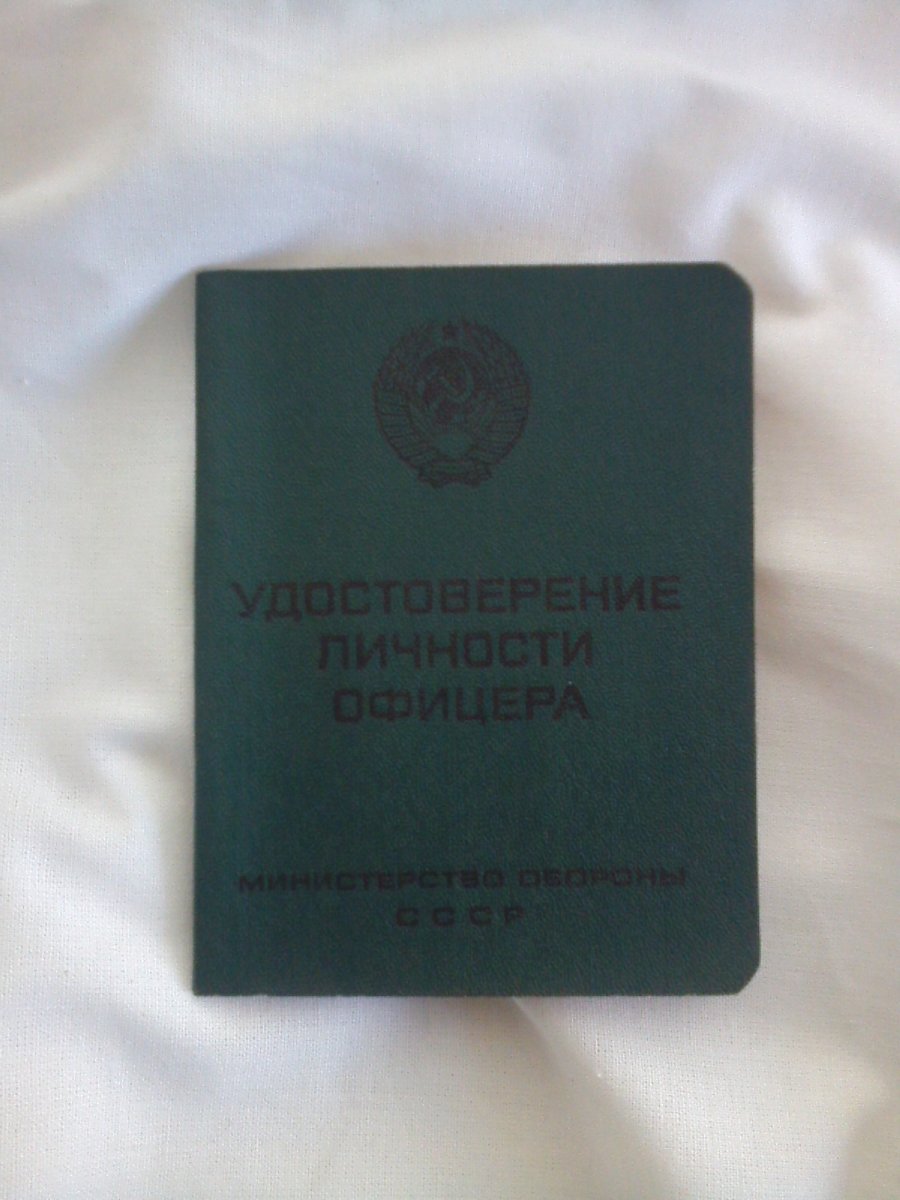 УДОСТОВЕРЕНИЕ
ЛИЧНОСТИ
ОФИЦЕРА
МИНИСТЕРСТВО ОБОРОНЫ
СССР